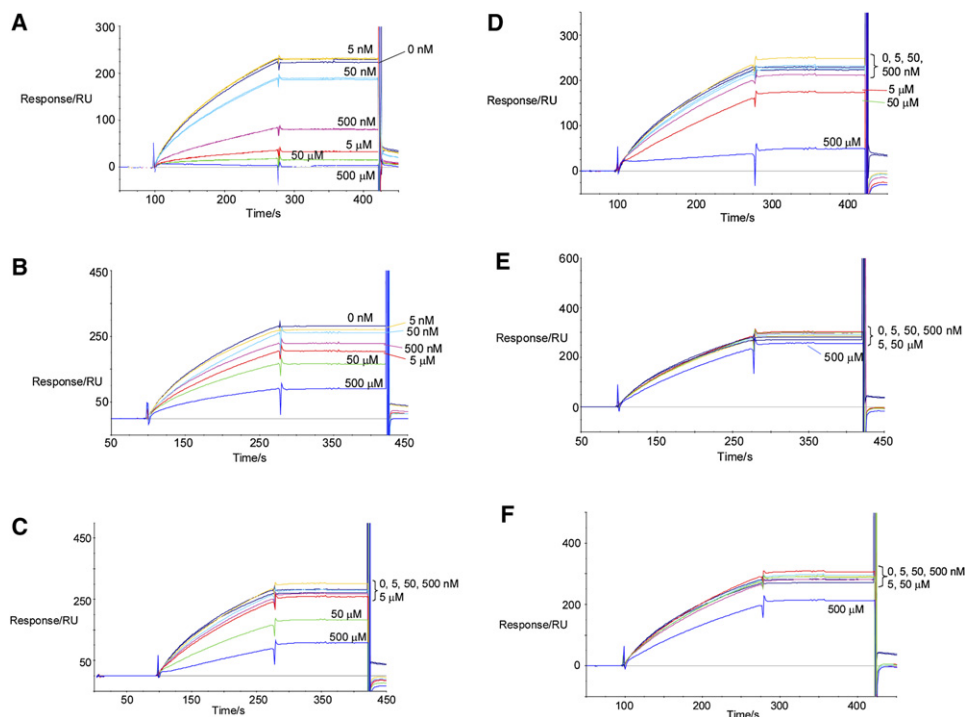 A
300
200
100
0
Response/RU
100
200
300
400
Time/s
5 nM
0 nM
50 nM
500 nM
5 µM
50 µM
500 µM
B
450
250
50
Response/RU
50
150
250
350
455
Time/s
0 nM
5 nM
50 nM
500 nM
50 µM
5 µM
500 µM
C
450
250
50
Response/RU
50
150
250
350
450
Time/s
0, 5, 50, 500 nM
5 µM
50 µM
500 µM
D
300
200
100
0
Response/RU
100
200
300
400
Time/s
0, 5, 50,
500 nM
5 µM
50 µM
500 µM
E
600
400
200
0
Response/RU
50
150
250
350
450
Time/s
0, 5, 50, 500 nM
5, 50 µM
500 µM
F
400
200
0
Response/RU
100
200
300
400
Time/s
0, 5, 50, 500 nM
5, 50 µM
500 µM